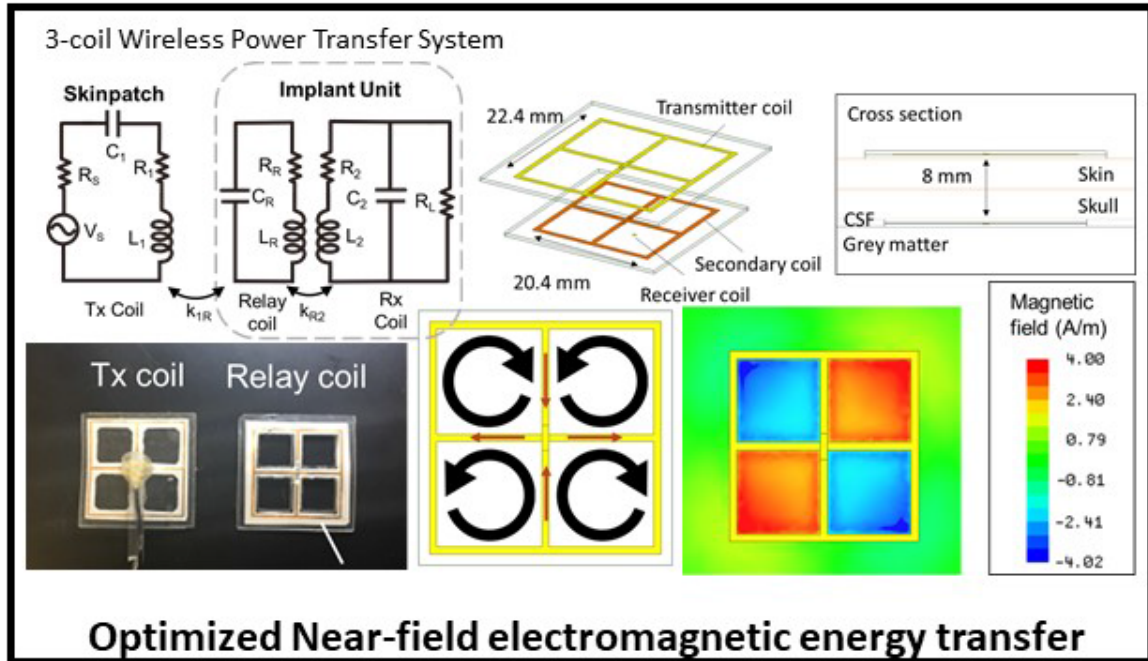 3-coil Wireless Power Transfer System
Skinpatch
Implant Unit
C1
RS
R1
VS
L1
Tx Coil
k1R
RR
CR
LR
Relay
coil
kR2
R2
C2
L2
RL
Rx
Coil
22.4 mm
Transmitter coil
20.4 mm
Secondary coil
Receiver coil
Cross section
8 mm
Skin
Skull
CSF
Grey matter
Tx coil
Relay coil
Magnetic
field (A/m)
4.00
2.40
0.79
-0.81
-2.41
-4.02
Optimized Near-field electromagnetic energy transfer